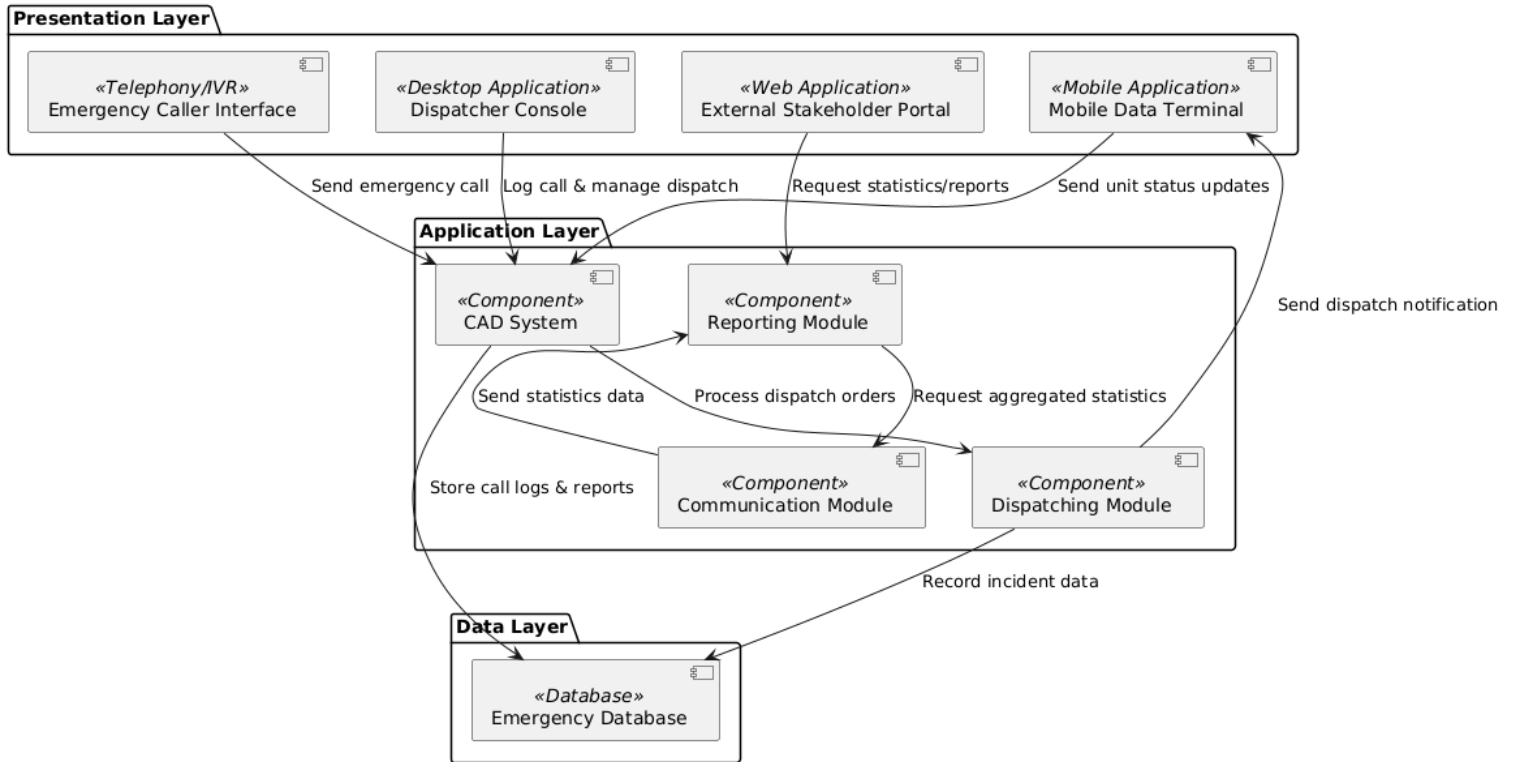 Presentation Layer
«Telephony/IVR»
Emergency Caller Interface
«Desktop Application»
Dispatcher Console
«Web Application»
External Stakeholder Portal
«Mobile Application»
Mobile Data Terminal
Send emergency call
Log call & manage dispatch
Request statistics/reports
Send unit status updates
Application Layer
«Component»
CAD System
«Component»
Reporting Module
Send dispatch notification
Send statistics data
Process dispatch orders
Request aggregated statistics
Store call logs & reports
«Component»
Communication Module
«Component»
Dispatching Module
Record incident data
Data Layer
«Database»
Emergency Database